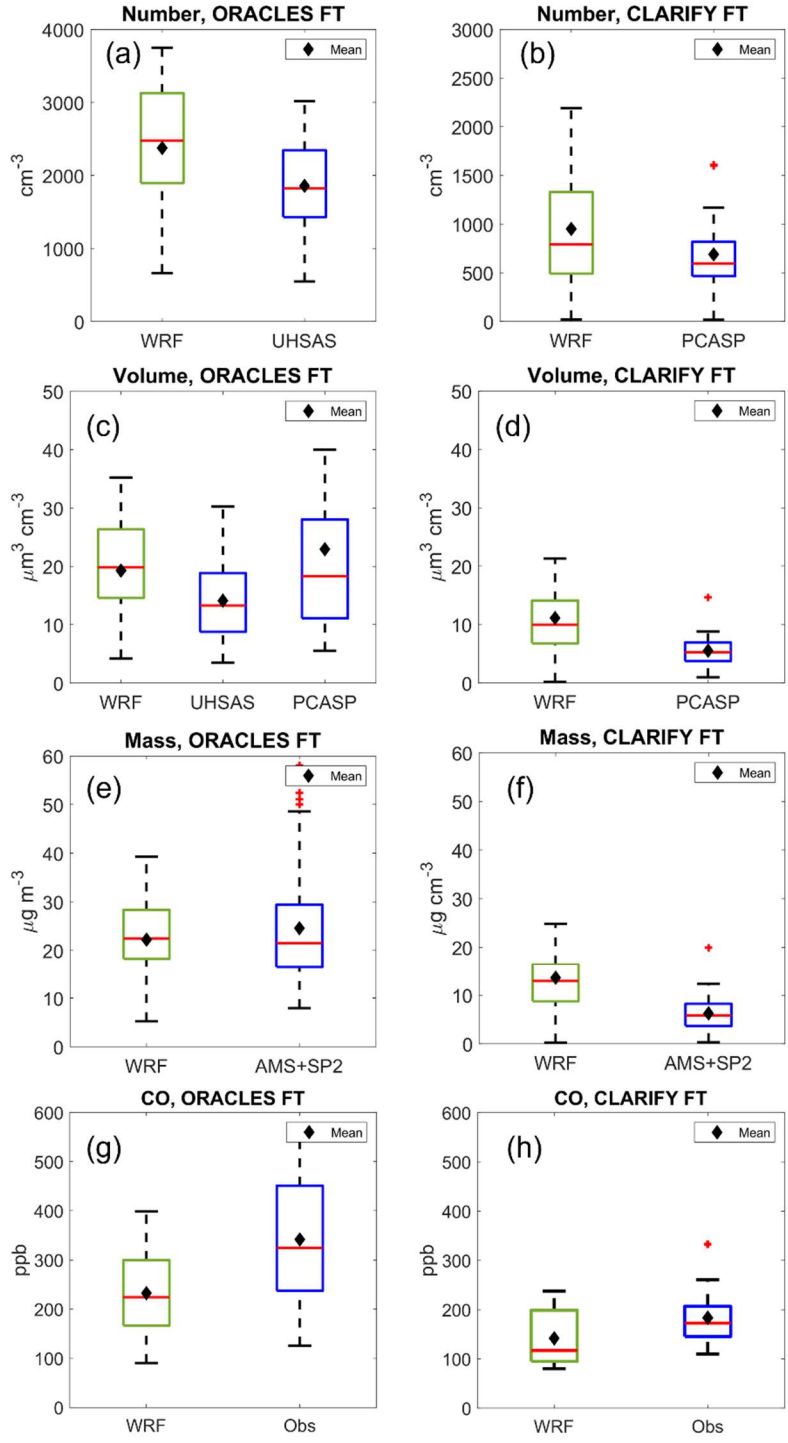 Number, ORACLES FT
(a)
Mean
4000
3000
2000
1000
0
cm⁻³
WRF
UHSAS
Number, CLARIFY FT
(b)
Mean
3000
2500
2000
1500
1000
500
0
cm⁻³
WRF
PCASP
Volume, ORACLES FT
(c)
Mean
50
40
30
20
10
0
μm³ cm⁻³
WRF
UHSAS
PCASP
Volume, CLARIFY FT
(d)
Mean
50
40
30
20
10
0
μm³ cm⁻³
WRF
PCASP
Mass, ORACLES FT
(e)
Mean
60
50
40
30
20
10
0
μg m⁻³
WRF
AMS+SP2
Mass, CLARIFY FT
(f)
Mean
60
50
40
30
20
10
0
μg cm⁻³
WRF
AMS+SP2
CO, ORACLES FT
(g)
Mean
600
500
400
300
200
100
0
ppb
WRF
Obs
CO, CLARIFY FT
(h)
Mean
600
500
400
300
200
100
0
ppb
WRF
Obs